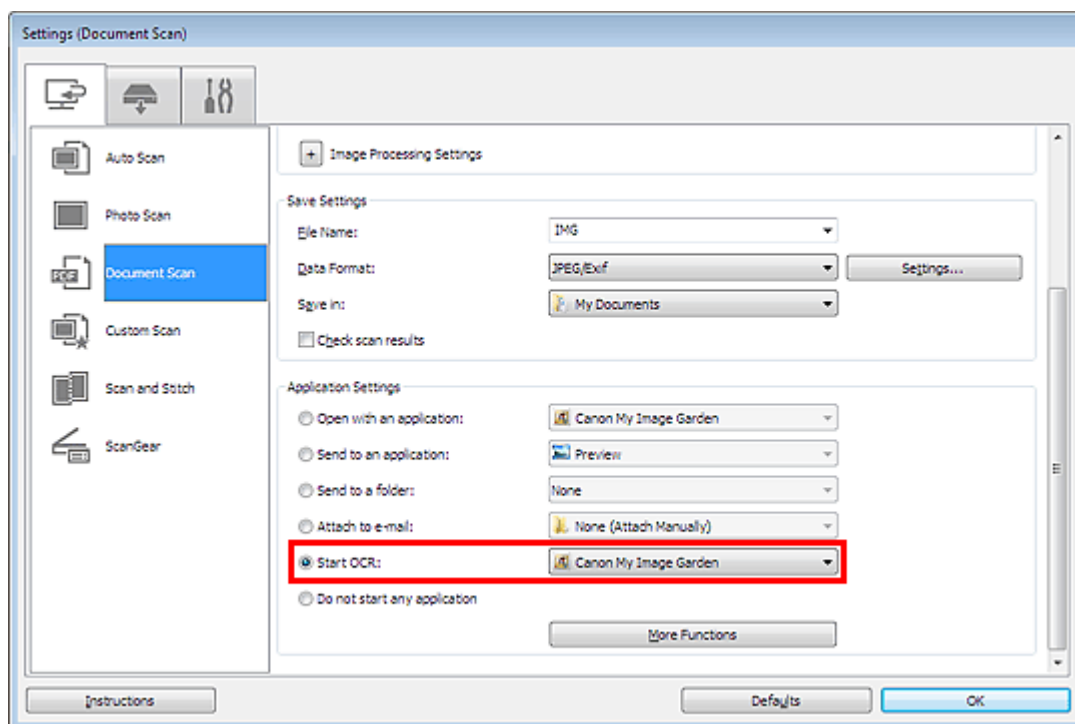 Settings (Document Scan)
Auto Scan
Photo Scan
PDF
Document Scan
Custom Scan
Scan and Stitch
ScanGear
+ Image Processing Settings
Save Settings
File Name: IMG
Data Format: JPEG/Exif Settings...
Save in: My Documents
Check scan results
Application Settings
Open with an application: Canon My Image Garden
Send to an application: Preview
Send to a folder: None
Attach to e-mail: None (Attach Manually)
Start OCR: Canon My Image Garden
Do not start any application
More Functions
Instructions Defaults OK